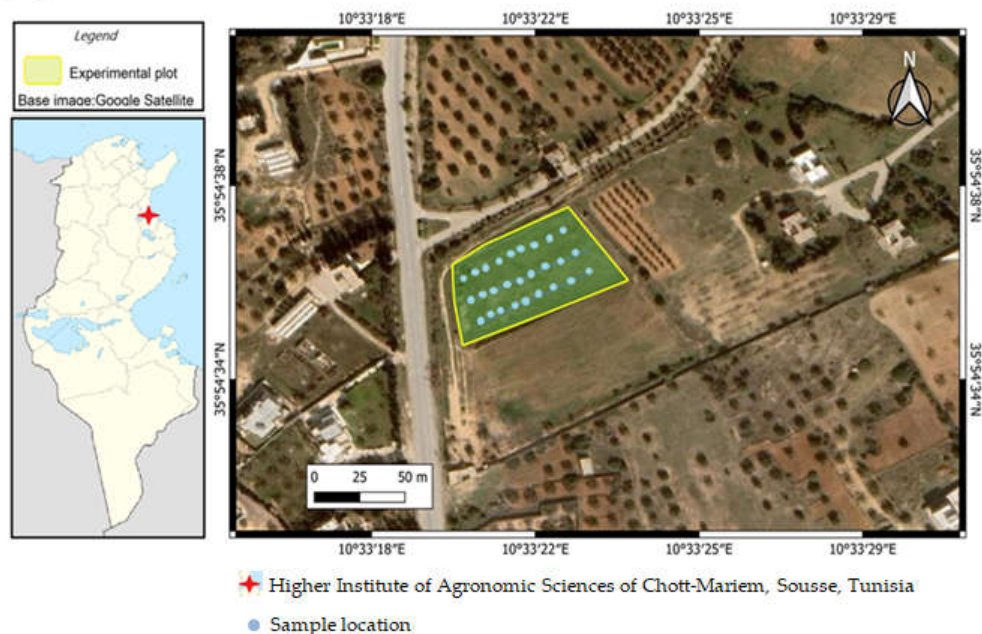 Legend
Experimental plot
Base image:Google Satellite
10°33'18"E 10°33'22"E 10°33'25"E 10°33'29"E
N
35°54'38"N
35°54'38"N
35°54'34"N
35°54'34"N
0 25 50 m
10°33'18"E 10°33'22"E 10°33'25"E 10°33'29"E
Higher Institute of Agronomic Sciences of Chott-Mariem, Sousse, Tunisia
Sample location